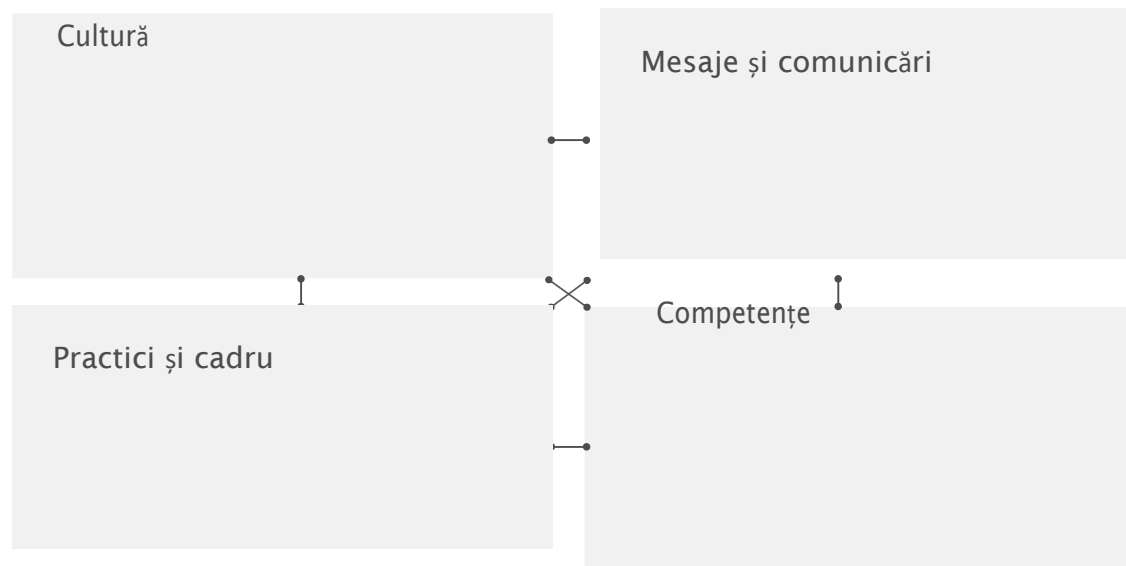 Cultură
Mesaje și comunicări
Practici și cadru
Competențe